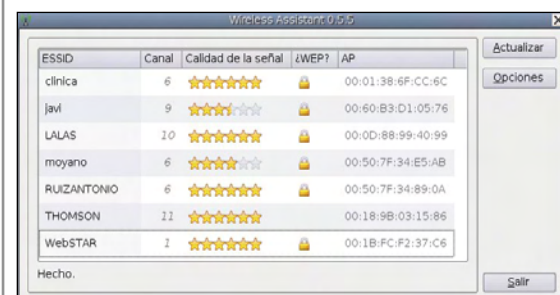 Wireless Assistant 0.5.5
ESSID Canal Calidad de la señal ¿WEP? AP
clinica 6 00:01:38:6F:CC:6C
javi 9 00:60:B3:D1:05:76
LALAS 10 00:0D:88:99:40:99
moyano 6 00:50:7F:34:E5:AB
RUIZANTONIO 6 00:50:7F:34:89:0A
THOMSON 11 00:18:9B:03:15:86
WebSTAR 1 00:1B:FC:F2:37:C6
Hecho.
Actualizar
Opciones
Salir